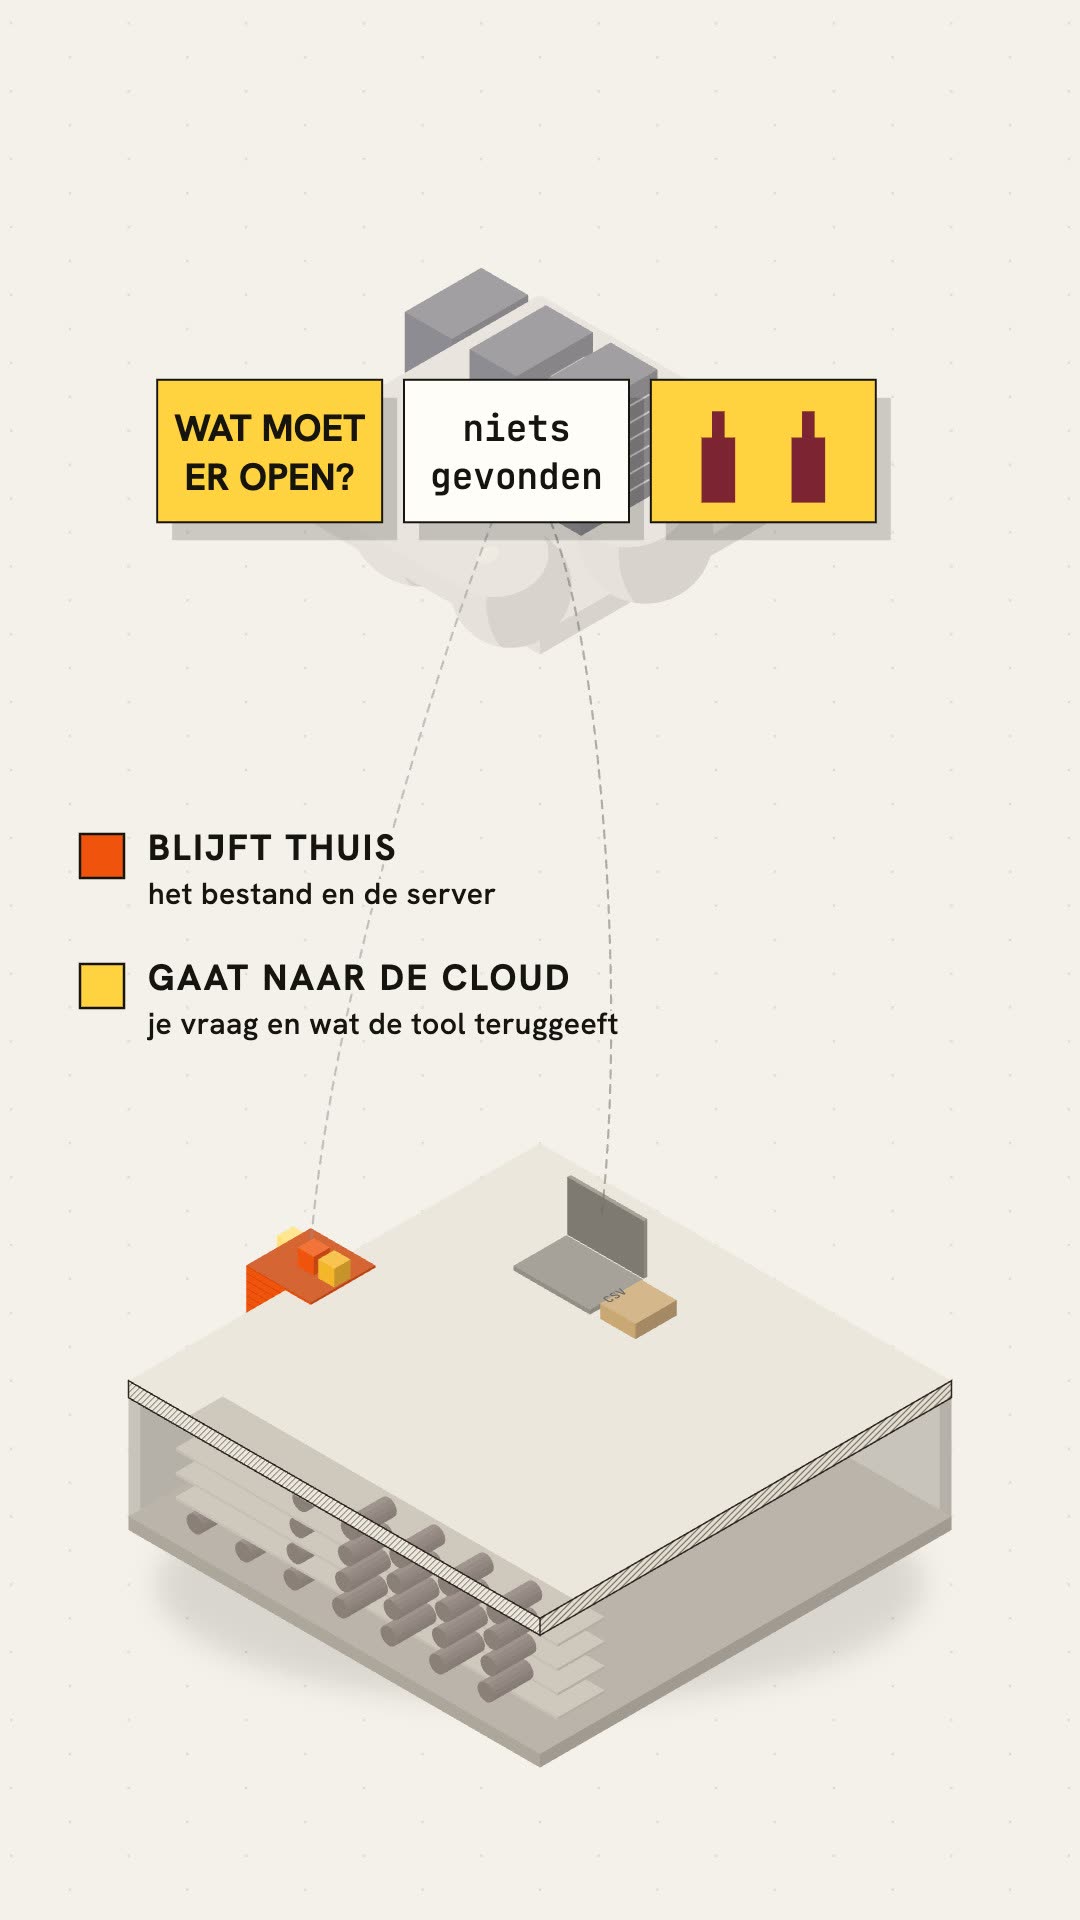 WAT MOET
ER OPEN?
niets
gevonden
BLIJFT THUIS
het bestand en de server
GAAT NAAR DE CLOUD
je vraag en wat de tool teruggeeft
CSV